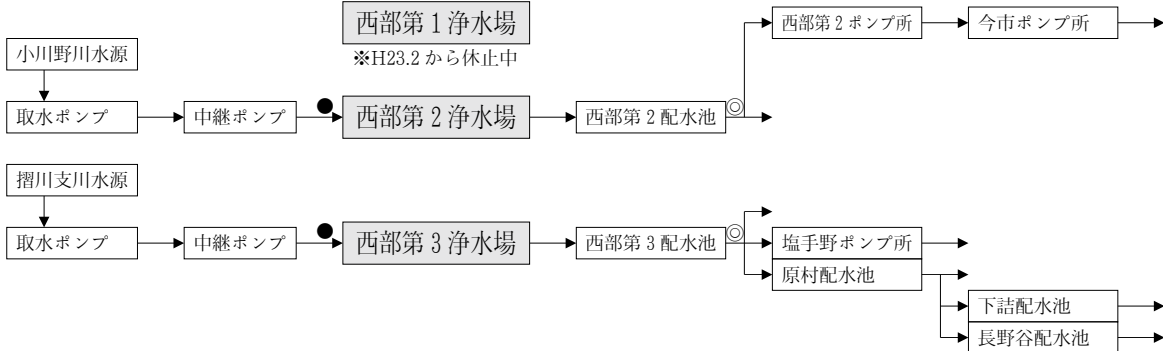 西部第1浄水場
※H23.2から休止中
小川野川水源
取水ポンプ
中継ポンプ
●
西部第2浄水場
西部第2配水池
◎
西部第2ポンプ所
今市ポンプ所
摺川支川水源
取水ポンプ
中継ポンプ
●
西部第3浄水場
西部第3配水池
◎
塩手野ポンプ所
原村配水池
下詰配水池
長野谷配水池